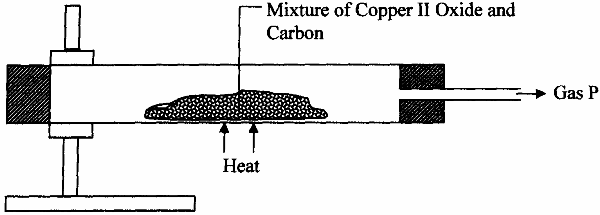 Mixture of Copper II Oxide and
Carbon
Gas P
Heat